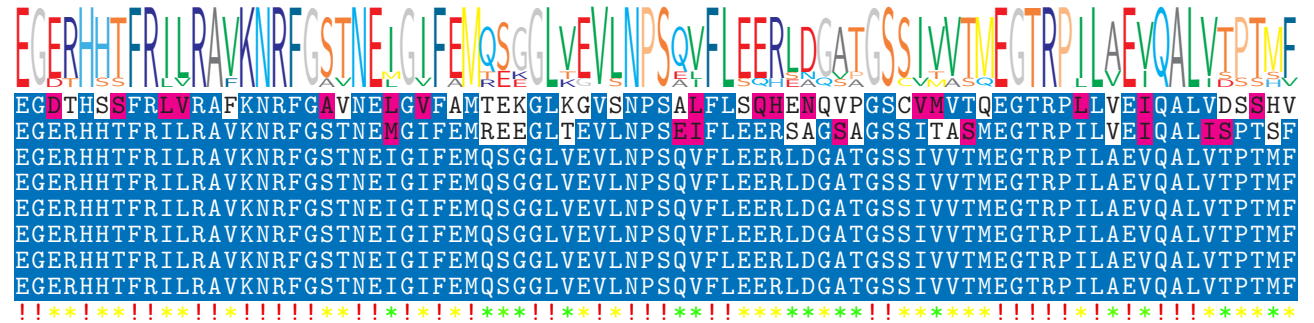 EGERHHTFRILRAVKNRFGSTNEIGIFEMQSGGLVEVLNPSQVFLEERLDGATGSSIVVTMEGTRPILAEVQALVTPTMF
EGDTHSSFRLVRAFKNRFGAVNELGVFAMTEKGLKGVSNPSALFLSQHENQVPGSCVMVTQEGTRPLLVEIQALVDSSHV
EGERHHTFRILRAVKNRFGSTNEMGIFEMREEGLTEVLNPSEIFLEERSAGSAGSSITASMEGTRPILVEIQALISPTSF
EGERHHTFRILRAVKNRFGSTNEIGIFEMQSGGLVEVLNPSQVFLEERLDGATGSSIVVTMEGTRPILAEVQALVTPTMF
EGERHHTFRILRAVKNRFGSTNEIGIFEMQSGGLVEVLNPSQVFLEERLDGATGSSIVVTMEGTRPILAEVQALVTPTMF
EGERHHTFRILRAVKNRFGSTNEIGIFEMQSGGLVEVLNPSQVFLEERLDGATGSSIVVTMEGTRPILAEVQALVTPTMF
EGERHHTFRILRAVKNRFGSTNEIGIFEMQSGGLVEVLNPSQVFLEERLDGATGSSIVVTMEGTRPILAEVQALVTPTMF
EGERHHTFRILRAVKNRFGSTNEIGIFEMQSGGLVEVLNPSQVFLEERLDGATGSSIVVTMEGTRPILAEVQALVTPTMF
EGERHHTFRILRAVKNRFGSTNEIGIFEMQSGGLVEVLNPSQVFLEERLDGATGSSIVVTMEGTRPILAEVQALVTPTMF
!!**!**!!**!!*!!!!!**!!*!*!*!***!!**!*!!!**!!********!!******!!!!!*!*!*!!!******